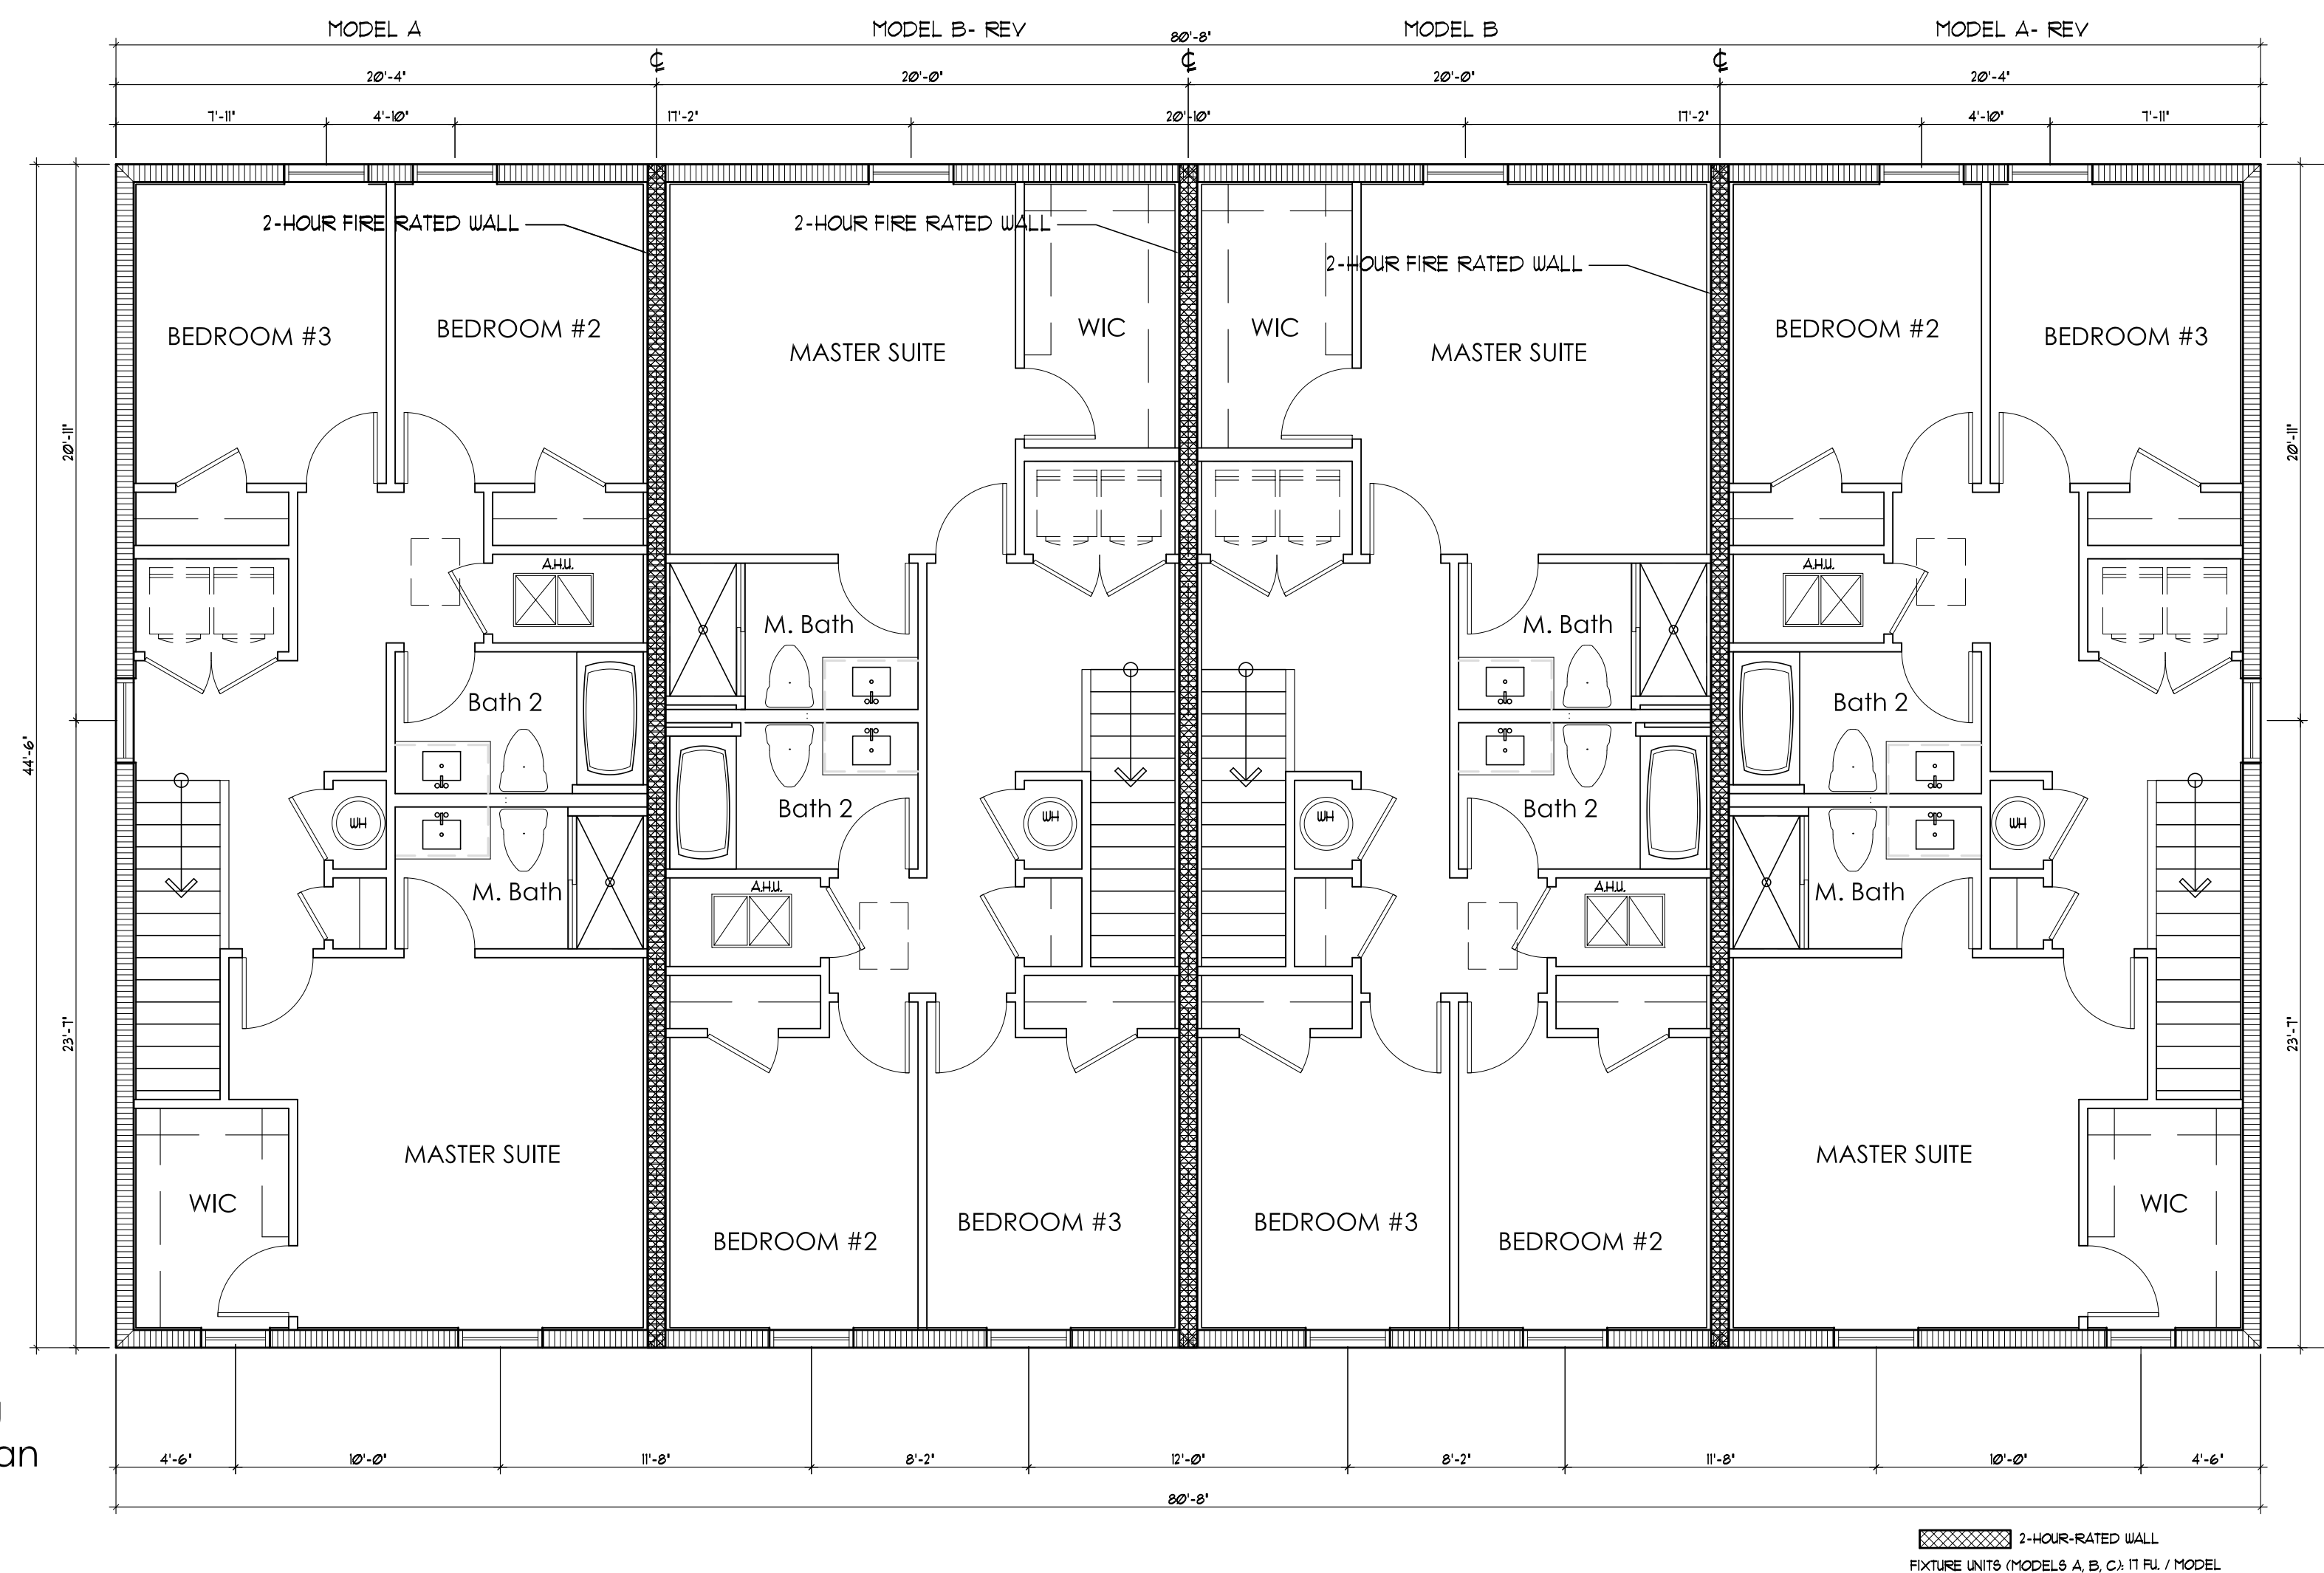 MODEL A MODEL B- REV MODEL B MODEL A- REV
80'-8"
℄ ℄ ℄
20'-4" 20'-0" 20'-0" 20'-4"
7'-11" 4'-10" 17'-2" 20'-10" 17'-2" 4'-10" 7'-11"
2-HOUR FIRE RATED WALL 2-HOUR FIRE RATED WALL
2-HOUR FIRE RATED WALL
BEDROOM #3 BEDROOM #2 WIC WIC BEDROOM #2 BEDROOM #3
MASTER SUITE MASTER SUITE
20'-11" 20'-11"
A.H.U. A.H.U.
M. Bath M. Bath
Bath 2 Bath 2
44'-6"
Bath 2 Bath 2
WH WH WH WH
M. Bath A.H.U. A.H.U. M. Bath
23'-7" 23'-7"
MASTER SUITE MASTER SUITE
WIC WIC
BEDROOM #3 BEDROOM #3
BEDROOM #2 BEDROOM #2
an
4'-6" 10'-0" 11'-8" 8'-2" 12'-0" 8'-2" 11'-8" 10'-0" 4'-6"
80'-8"
2-HOUR-RATED WALL
FIXTURE UNITS (MODELS A, B, C): 17 FU. / MODEL